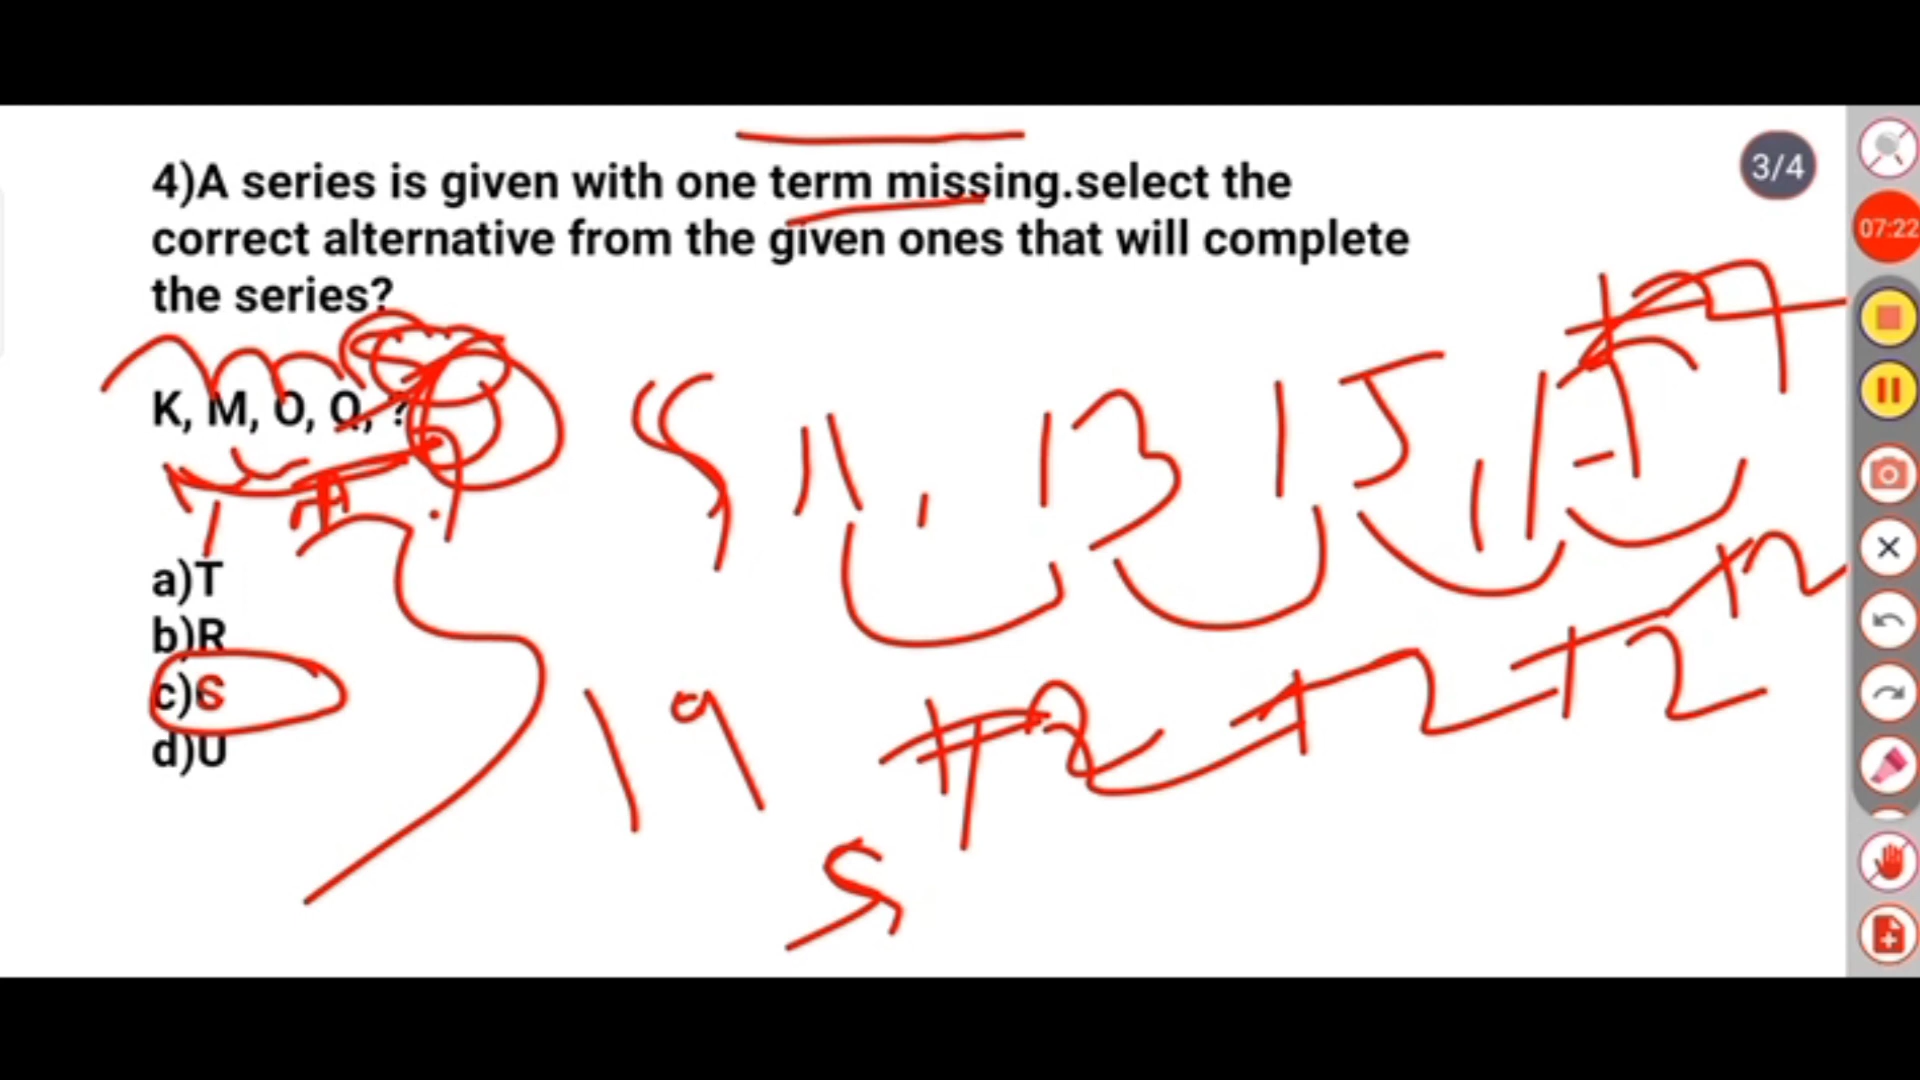 4)A series is given with one term missing.select the
correct alternative from the given ones that will complete
the series?
K, M, O, Q, ?
a)T
b)R
c)S
d)U
3/4
07:22
11, 13 15 17
+2 +2 +2 +2
19
S